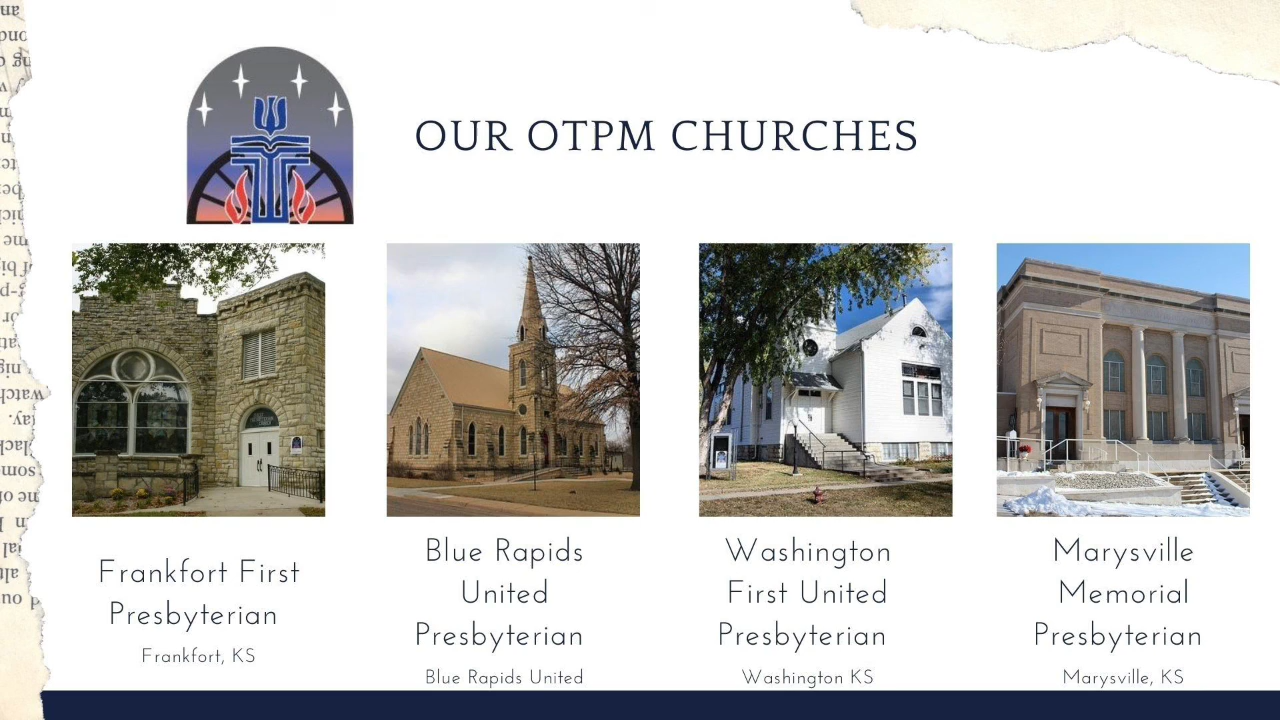 OUR OTPM CHURCHES
Frankfort First
Presbyterian
Frankfort, KS
Blue Rapids
United
Presbyterian
Blue Rapids United
Washington
First United
Presbyterian
Washington KS
Marysville
Memorial
Presbyterian
Marysville, KS